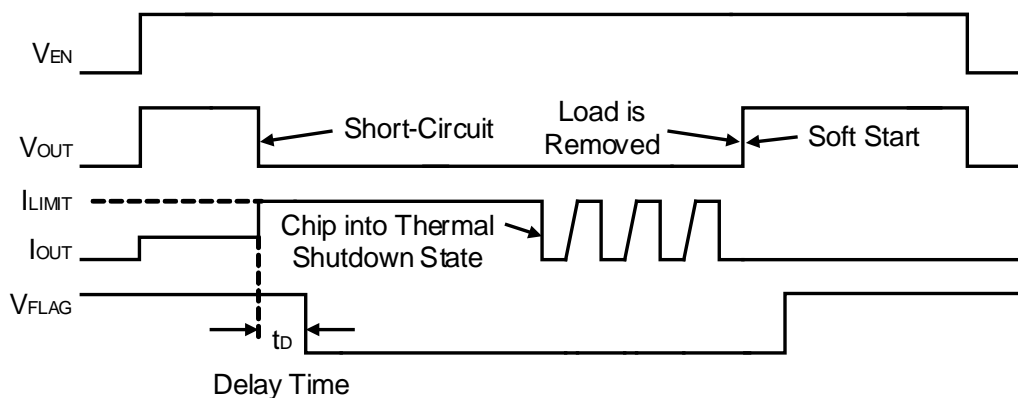 VEN
VOUT
Short-Circuit
Load is
Removed
Soft Start
ILIMIT
IOUT
Chip into Thermal
Shutdown State
VFLAG
tD
Delay Time